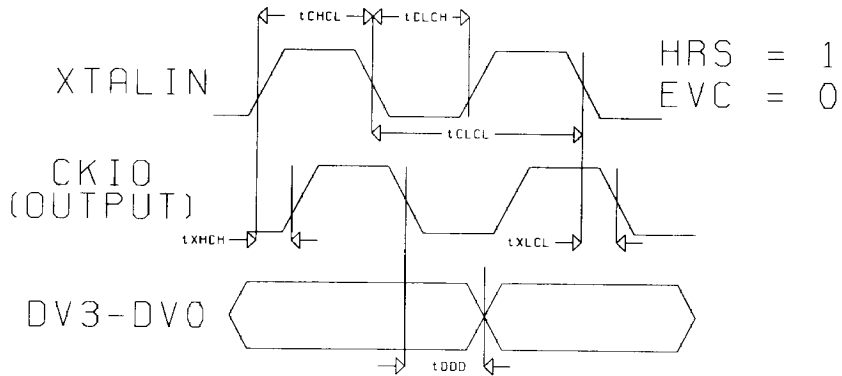 tCHCL tCLCH
XTALIN
HRS = 1
EVC = 0
tCLCL
CKIO
(OUTPUT)
tXHCH tXLCL
DV3-DV0
tDDD